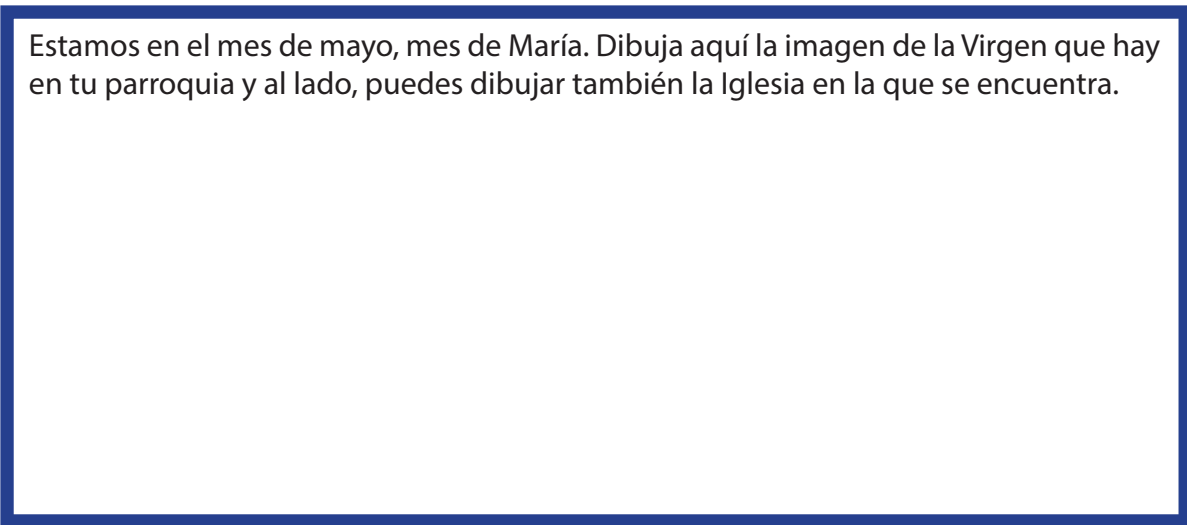 Estamos en el mes de mayo, mes de María. Dibuja aquí la imagen de la Virgen que hay
en tu parroquia y al lado, puedes dibujar también la Iglesia en la que se encuentra.